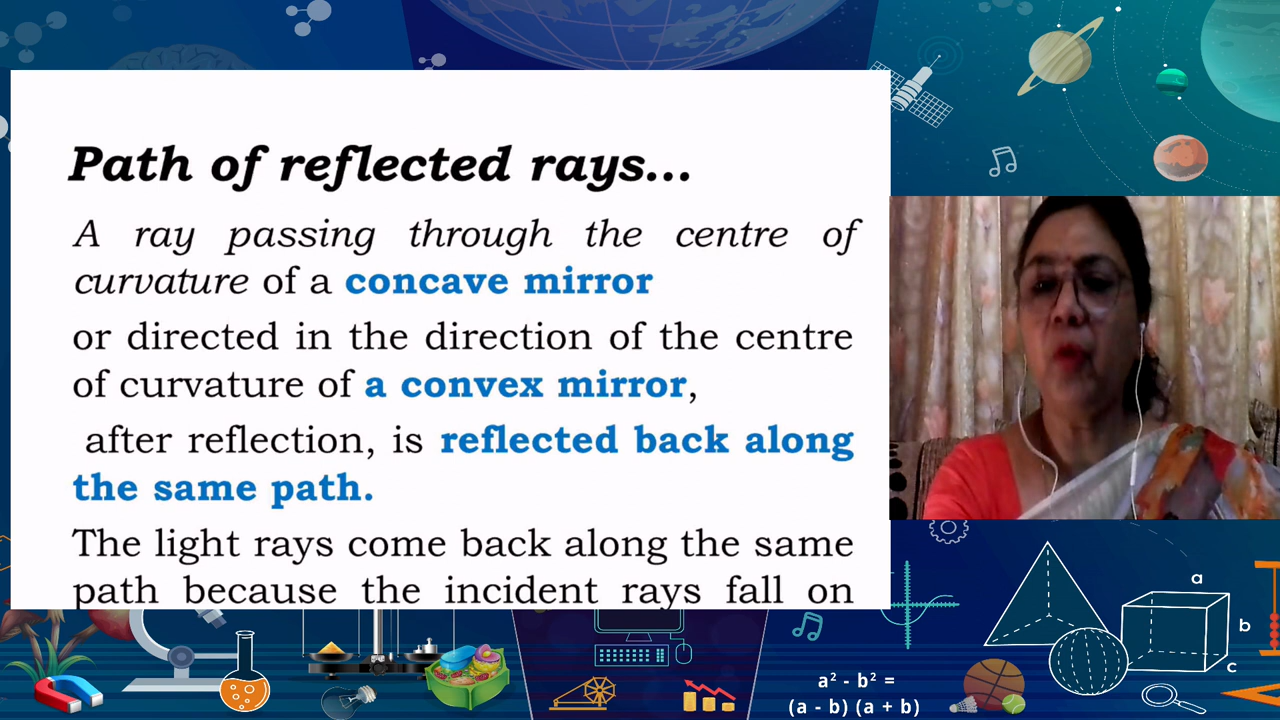 Path of reflected rays...
A ray passing through the centre of
curvature of a concave mirror
or directed in the direction of the centre
of curvature of a convex mirror,
after reflection, is reflected back along
the same path.
The light rays come back along the same
path because the incident rays fall on
a
b
c
a² - b² =
(a - b) (a + b)